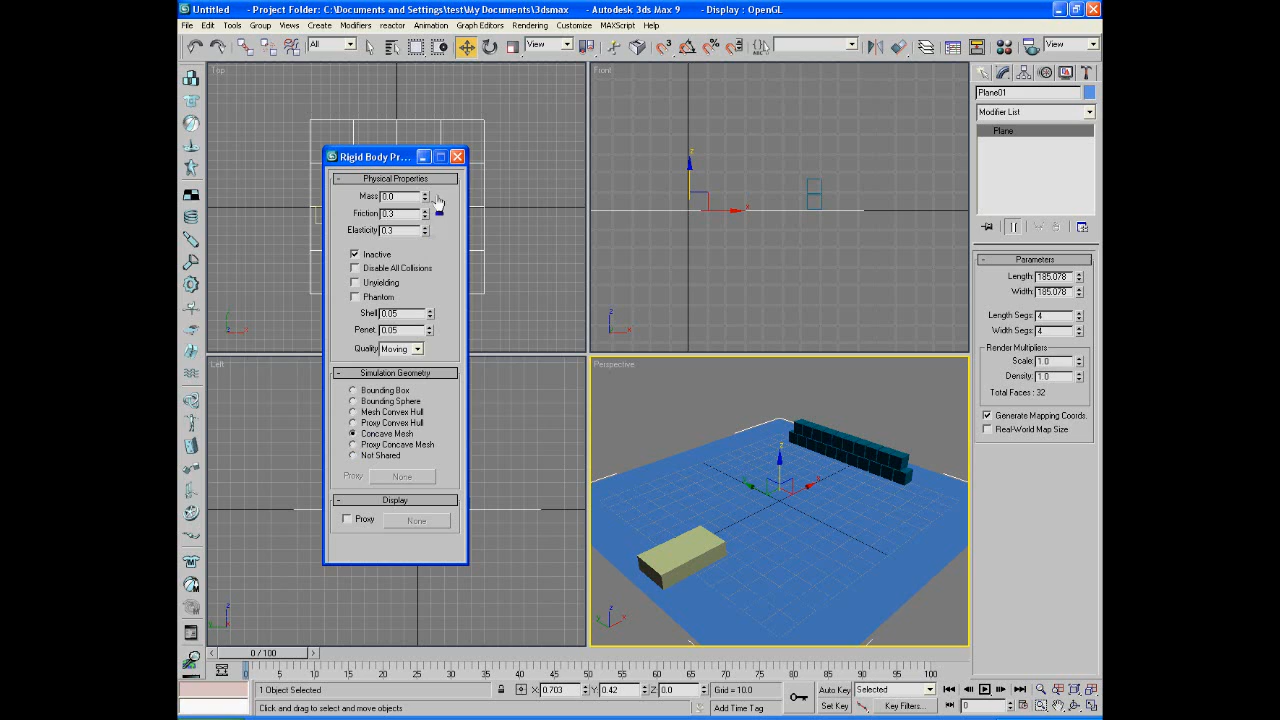 Untitled - Project Folder: C:\Documents and Settings\test\My Documents\3dsmax - Autodesk 3ds Max 9 - Display : OpenGL
File Edit Tools Group Views Create Modifiers reactor Animation Graph Editors Rendering Customize MAXScript Help
All View View
Top
Front
Left
Perspective
Rigid Body Pr...
- Physical Properties
Mass 0.0
Friction 0.3
Elasticity 0.3
Inactive
Disable All Collisions
Unyielding
Phantom
Shell 0.05
Penet. 0.05
Quality Moving
- Simulation Geometry
Bounding Box
Bounding Sphere
Mesh Convex Hull
Proxy Convex Hull
Concave Mesh
Proxy Concave Mesh
Not Shared
Proxy None
- Display
Proxy None
z
x
z
y
x
Plane01
Modifier List
Plane
- Parameters
Length: 185.078
Width: 185.078
Length Segs: 4
Width Segs: 4
Render Multipliers
Scale: 1.0
Density: 1.0
Total Faces : 32
Generate Mapping Coords.
Real-World Map Size
< 0 / 100 >
0 5 10 15 20 25 30 35 40 45 50 55 60 65 70 75 80 85 90 95 100
1 Object Selected X: 0.703 Y: 0.42 Z: 0.0 Grid = 10.0 Auto Key Selected
Click and drag to select and move objects Add Time Tag Set Key Key Filters... 0